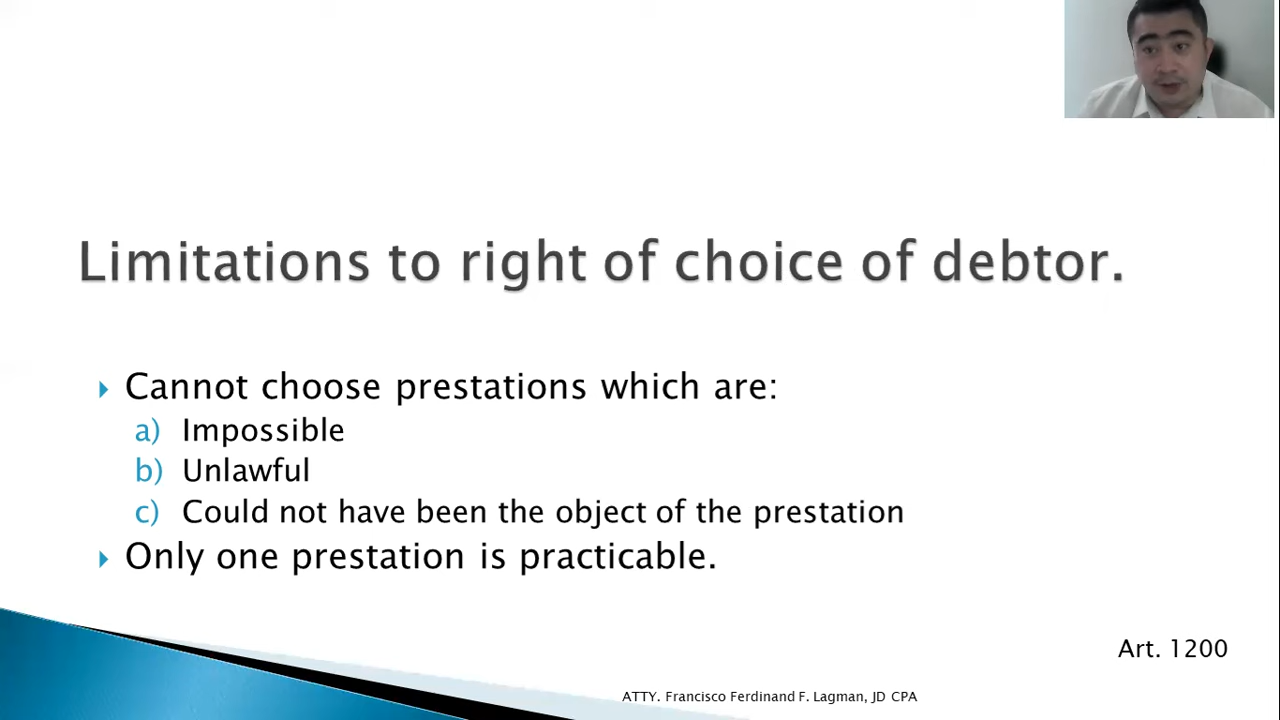 Limitations to right of choice of debtor.
Cannot choose prestations which are:
a) Impossible
b) Unlawful
c) Could not have been the object of the prestation
Only one prestation is practicable.
Art. 1200
ATTY. Francisco Ferdinand F. Lagman, JD CPA